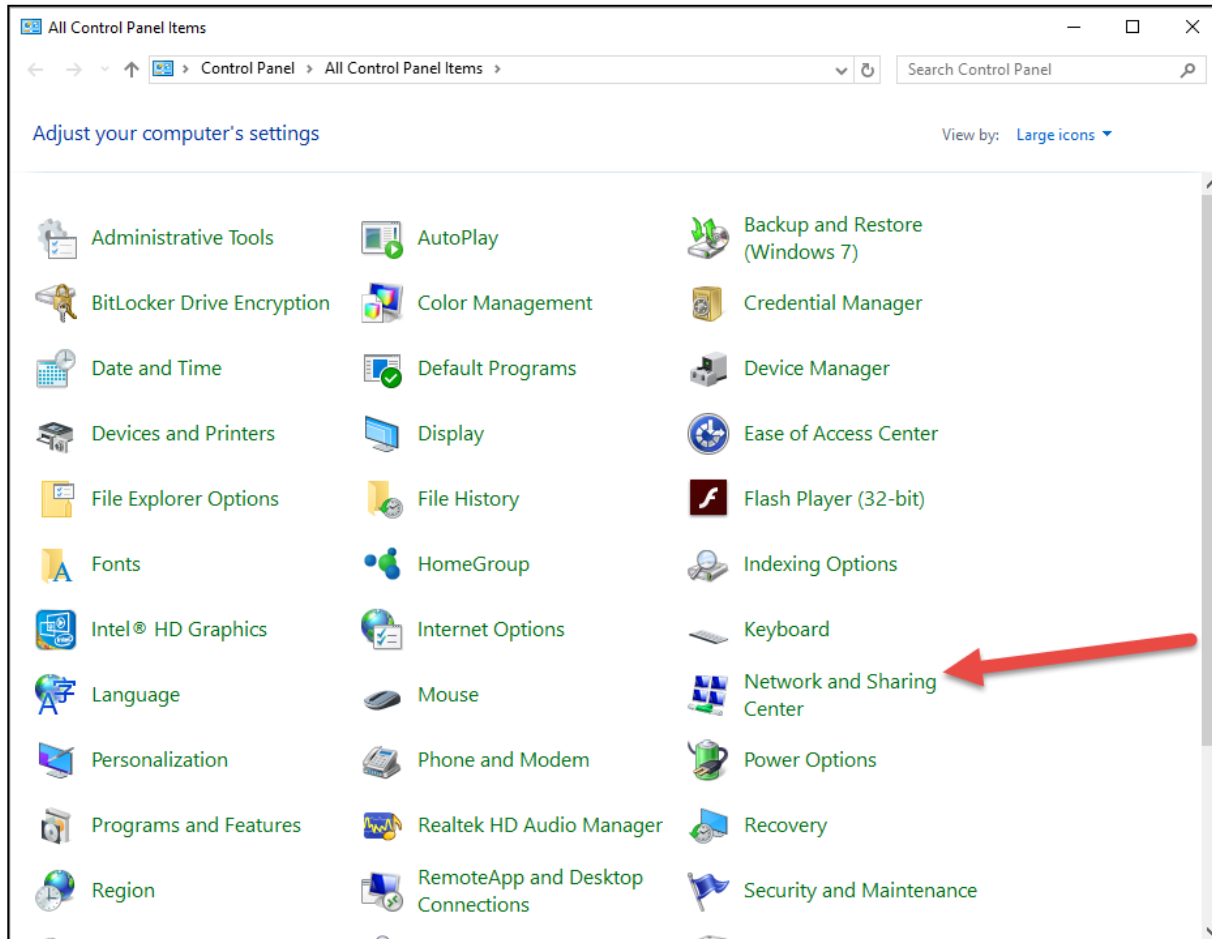 All Control Panel Items
Control Panel > All Control Panel Items >
Search Control Panel
Adjust your computer's settings
View by: Large icons
Administrative Tools
AutoPlay
Backup and Restore
(Windows 7)
BitLocker Drive Encryption
Color Management
Credential Manager
Date and Time
Default Programs
Device Manager
Devices and Printers
Display
Ease of Access Center
File Explorer Options
File History
Flash Player (32-bit)
Fonts
HomeGroup
Indexing Options
Intel® HD Graphics
Internet Options
Keyboard
Language
Mouse
Network and Sharing
Center
Personalization
Phone and Modem
Power Options
Programs and Features
Realtek HD Audio Manager
Recovery
Region
RemoteApp and Desktop
Connections
Security and Maintenance